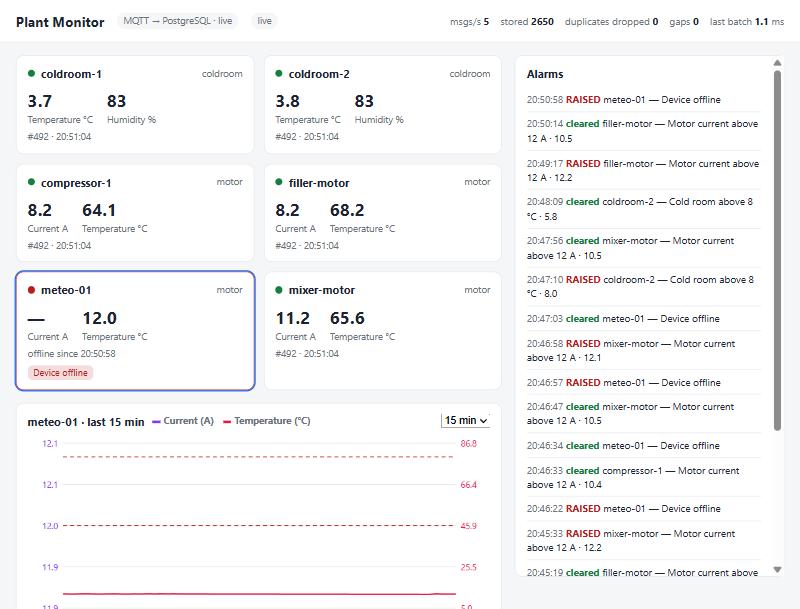 Plant Monitor MQTT → PostgreSQL · live live msgs/s 5 stored 2650 duplicates dropped 0 gaps 0 last batch 1.1 ms
coldroom-1 coldroom
3.7 83
Temperature °C Humidity %
#492 · 20:51:04
coldroom-2 coldroom
3.8 83
Temperature °C Humidity %
#492 · 20:51:04
compressor-1 motor
8.2 64.1
Current A Temperature °C
#492 · 20:51:04
filler-motor motor
8.2 68.2
Current A Temperature °C
#492 · 20:51:04
meteo-01 motor
— 12.0
Current A Temperature °C
offline since 20:50:58
Device offline
mixer-motor motor
11.2 65.6
Current A Temperature °C
#492 · 20:51:04
meteo-01 · last 15 min Current (A) Temperature (°C) 15 min
12.1 86.8
12.1 66.4
12.0 45.9
11.9 25.5
11.9 5.0
Alarms
20:50:58 RAISED meteo-01 — Device offline
20:50:14 cleared filler-motor — Motor current above
12 A · 10.5
20:49:17 RAISED filler-motor — Motor current above
12 A · 12.2
20:48:09 cleared coldroom-2 — Cold room above 8
°C · 5.8
20:47:56 cleared mixer-motor — Motor current
above 12 A · 10.5
20:47:10 RAISED coldroom-2 — Cold room above 8
°C · 8.0
20:47:03 cleared meteo-01 — Device offline
20:46:58 RAISED mixer-motor — Motor current
above 12 A · 12.1
20:46:57 RAISED meteo-01 — Device offline
20:46:47 cleared mixer-motor — Motor current
above 12 A · 10.5
20:46:34 cleared meteo-01 — Device offline
20:46:33 cleared compressor-1 — Motor current
above 12 A · 10.4
20:46:22 RAISED meteo-01 — Device offline
20:45:33 RAISED mixer-motor — Motor current
above 12 A · 12.2
20:45:19 cleared filler-motor — Motor current above